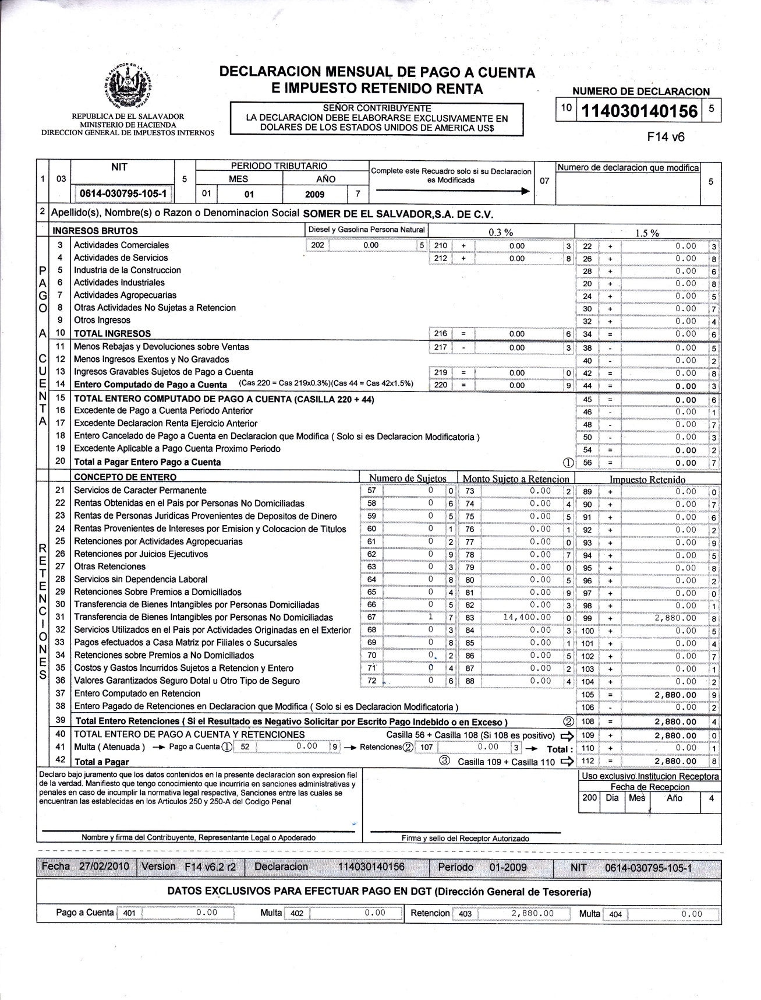 DECLARACION MENSUAL DE PAGO A CUENTA
E IMPUESTO RETENIDO RENTA
REPUBLICA DE EL SALAVADOR
MINISTERIO DE HACIENDA
DIRECCION GENERAL DE IMPUESTOS INTERNOS
SEÑOR CONTRIBUYENTE
LA DECLARACION DEBE ELABORARSE EXCLUSIVAMENTE EN
DOLARES DE LOS ESTADOS UNIDOS DE AMERICA US$
NUMERO DE DECLARACION
10 114030140156 5
F14 v6
1 03 NIT 0614-030795-105-1 5
PERIODO TRIBUTARIO
MES AÑO
01 01 2009 7
Complete este Recuadro solo si su Declaracion
es Modificada
07 Numero de declaracion que modifica 5
2 Apellido(s), Nombre(s) o Razon o Denominacion Social SOMER DE EL SALVADOR,S.A. DE C.V.
INGRESOS BRUTOS Diesel y Gasolina Persona Natural 0.3 % 1.5 %
PAGO A CUENTA
3 Actividades Comerciales 202 0.00 5 210 + 0.00 3 22 + 0.00 3
4 Actividades de Servicios 212 + 0.00 8 26 + 0.00 8
5 Industria de la Construccion 28 + 0.00 6
6 Actividades Industriales 20 + 0.00 8
7 Actividades Agropecuarias 24 + 0.00 5
8 Otras Actividades No Sujetas a Retencion 30 + 0.00 7
9 Otros Ingresos 32 + 0.00 4
10 TOTAL INGRESOS 216 = 0.00 6 34 = 0.00 6
11 Menos Rebajas y Devoluciones sobre Ventas 217 - 0.00 3 38 - 0.00 5
12 Menos Ingresos Exentos y No Gravados 40 - 0.00 2
13 Ingresos Gravables Sujetos de Pago a Cuenta 219 = 0.00 0 42 = 0.00 8
14 Entero Computado de Pago a Cuenta (Cas 220 = Cas 219x0.3%)(Cas 44 = Cas 42x1.5%) 220 = 0.00 9 44 = 0.00 3
15 TOTAL ENTERO COMPUTADO DE PAGO A CUENTA (CASILLA 220 + 44) 45 = 0.00 6
16 Excedente de Pago a Cuenta Periodo Anterior 46 - 0.00 1
17 Excedente Declaracion Renta Ejercicio Anterior 48 - 0.00 7
18 Entero Cancelado de Pago a Cuenta en Declaracion que Modifica ( Solo si es Declaracion Modificatoria ) 50 - 0.00 3
19 Excedente Aplicable a Pago Cuenta Proximo Periodo 54 = 0.00 2
20 Total a Pagar Entero Pago a Cuenta ① 56 = 0.00 7
CONCEPTO DE ENTERO Numero de Sujetos Monto Sujeto a Retencion Impuesto Retenido
RETENCIONES
21 Servicios de Caracter Permanente 57 0 0 73 0.00 2 89 + 0.00 0
22 Rentas Obtenidas en el Pais por Personas No Domiciliadas 58 0 6 74 0.00 4 90 + 0.00 7
23 Rentas de Personas Juridicas Provenientes de Depositos de Dinero 59 0 5 75 0.00 5 91 + 0.00 6
24 Rentas Provenientes de Intereses por Emision y Colocacion de Titulos 60 0 1 76 0.00 1 92 + 0.00 2
25 Retenciones por Actividades Agropecuarias 61 0 2 77 0.00 0 93 + 0.00 9
26 Retenciones por Juicios Ejecutivos 62 0 9 78 0.00 7 94 + 0.00 5
27 Otras Retenciones 63 0 3 79 0.00 0 95 + 0.00 8
28 Servicios sin Dependencia Laboral 64 0 8 80 0.00 5 96 + 0.00 2
29 Retenciones Sobre Premios a Domiciliados 65 0 4 81 0.00 9 97 + 0.00 0
30 Transferencia de Bienes Intangibles por Personas Domiciliadas 66 0 5 82 0.00 3 98 + 0.00 1
31 Transferencia de Bienes Intangibles por Personas No Domiciliadas 67 1 7 83 14,400.00 0 99 + 2,880.00 8
32 Servicios Utilizados en el Pais por Actividades Originadas en el Exterior 68 0 3 84 0.00 3 100 + 0.00 5
33 Pagos efectuados a Casa Matriz por Filiales o Sucursales 69 0 8 85 0.00 1 101 + 0.00 4
34 Retenciones sobre Premios a No Domiciliados 70 0 2 86 0.00 5 102 + 0.00 7
35 Costos y Gastos Incurridos Sujetos a Retencion y Entero 71 0 4 87 0.00 2 103 + 0.00 1
36 Valores Garantizados Seguro Dotal u Otro Tipo de Seguro 72 0 6 88 0.00 4 104 + 0.00 2
37 Entero Computado en Retencion 105 = 2,880.00 9
38 Entero Pagado de Retenciones en Declaracion que Modifica ( Solo si es Declaracion Modificatoria ) 106 - 0.00 2
39 Total Entero Retenciones ( Si el Resultado es Negativo Solicitar por Escrito Pago Indebido o en Exceso ) ② 108 = 2,880.00 4
40 TOTAL ENTERO DE PAGO A CUENTA Y RETENCIONES Casilla 56 + Casilla 108 (Si 108 es positivo) 109 + 2,880.00 0
41 Multa ( Atenuada ) Pago a Cuenta ① 52 0.00 9 Retenciones ② 107 0.00 3 Total : 110 + 0.00 1
42 Total a Pagar ③ Casilla 109 + Casilla 110 112 = 2,880.00 8
Declaro bajo juramento que los datos contenidos en la presente declaracion son expresion fiel
de la verdad. Manifiesto que tengo conocimiento que incurriria en sanciones administrativas y
penales en caso de incumplir la normativa legal respectiva, Sanciones entre las cuales se
encuentran las establecidas en los Articulos 250 y 250-A del Codigo Penal
Nombre y firma del Contribuyente, Representante Legal o Apoderado
Firma y sello del Receptor Autorizado
Uso exclusivo Institucion Receptora
Fecha de Recepcion
200 Dia Mes Año 4
Fecha 27/02/2010 Version F14 v6.2 r2 Declaracion 114030140156 Período 01-2009 NIT 0614-030795-105-1
DATOS EXCLUSIVOS PARA EFECTUAR PAGO EN DGT (Dirección General de Tesorería)
Pago a Cuenta 401 0.00 Multa 402 0.00 Retencion 403 2,880.00 Multa 404 0.00